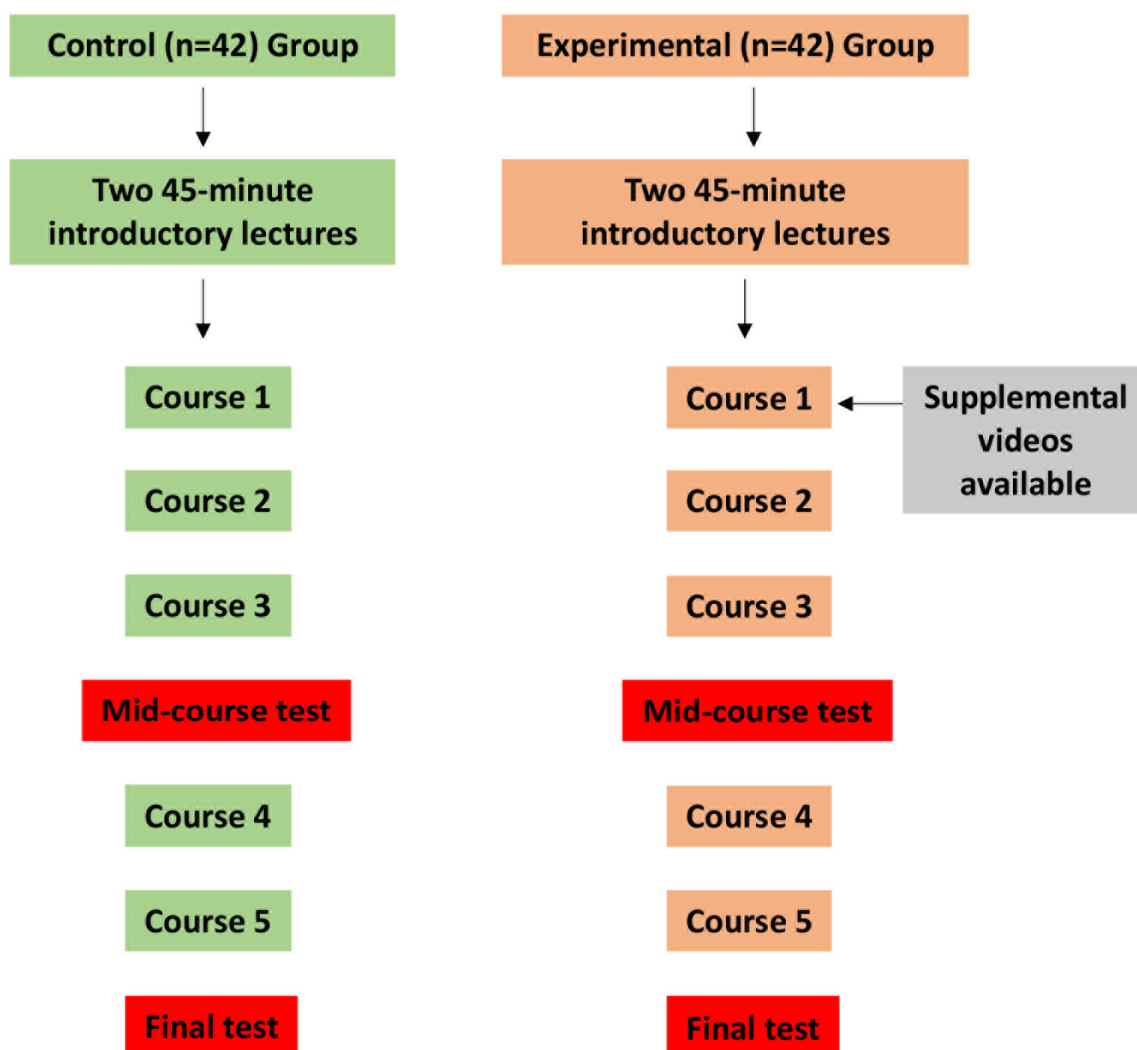 Control (n=42) Group
Experimental (n=42) Group
Two 45-minute
introductory lectures
Two 45-minute
introductory lectures
Course 1
Course 1
Supplemental
videos
available
Course 2
Course 2
Course 3
Course 3
Mid-course test
Mid-course test
Course 4
Course 4
Course 5
Course 5
Final test
Final test